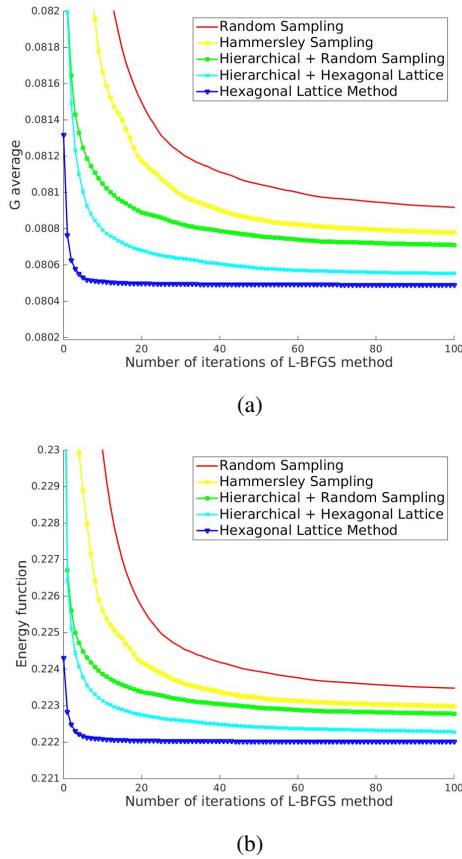 0.082
0.0818
0.0816
0.0814
0.0812
0.081
0.0808
0.0806
0.0804
0.0802
G average
Random Sampling
Hammersley Sampling
Hierarchical + Random Sampling
Hierarchical + Hexagonal Lattice
Hexagonal Lattice Method
0 20 40 60 80 100
Number of iterations of L-BFGS method
(a)
0.23
0.229
0.228
0.227
0.226
0.225
0.224
0.223
0.222
0.221
Energy function
Random Sampling
Hammersley Sampling
Hierarchical + Random Sampling
Hierarchical + Hexagonal Lattice
Hexagonal Lattice Method
0 20 40 60 80 100
Number of iterations of L-BFGS method
(b)